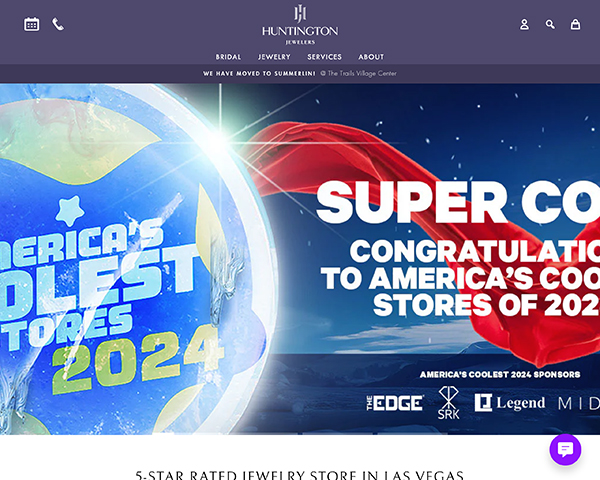 HUNTINGTON
JEWELERS
BRIDAL JEWELRY SERVICES ABOUT
WE HAVE MOVED TO SUMMERLIN! @ The Trails Village Center
MERICA'S
OLEST
STORES
2024
SUPER CO
CONGRATULATIO
TO AMERICA'S COO
STORES OF 202
AMERICA'S COOLEST 2024 SPONSORS
THE EDGE SRK Legend MID
5-STAR RATED JEWELRY STORE IN LAS VEGAS